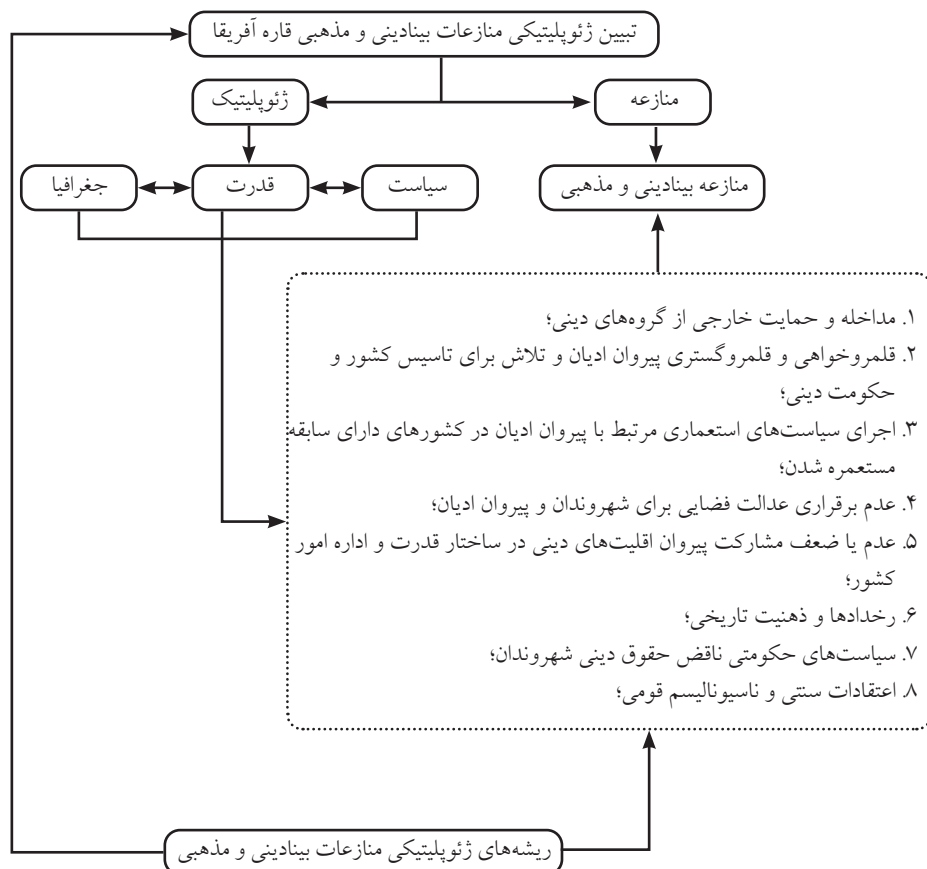 تبیین ژئوپلیتیکی منازعات بینادینی و مذهبی قاره آفریقا
منازعه
ژئوپلیتیک
منازعه بینادینی و مذهبی
سیاست
قدرت
جغرافیا
۱. مداخله و حمایت خارجی از گروه‌های دینی؛
۲. قلمروخواهی و قلمروگستری پیروان ادیان و تلاش برای تاسیس کشور و
حکومت دینی؛
۳. اجرای سیاست‌های استعماری مرتبط با پیروان ادیان در کشورهای دارای سابقه
مستعمره شدن؛
۴. عدم برقراری عدالت فضایی برای شهروندان و پیروان ادیان؛
۵. عدم یا ضعف مشارکت پیروان اقلیت‌های دینی در ساختار قدرت و اداره امور
کشور؛
۶. رخدادها و ذهنیت تاریخی؛
۷. سیاست‌های حکومتی ناقض حقوق دینی شهروندان؛
۸. اعتقادات سنتی و ناسیونالیسم قومی؛
ریشه‌های ژئوپلیتیکی منازعات بینادینی و مذهبی